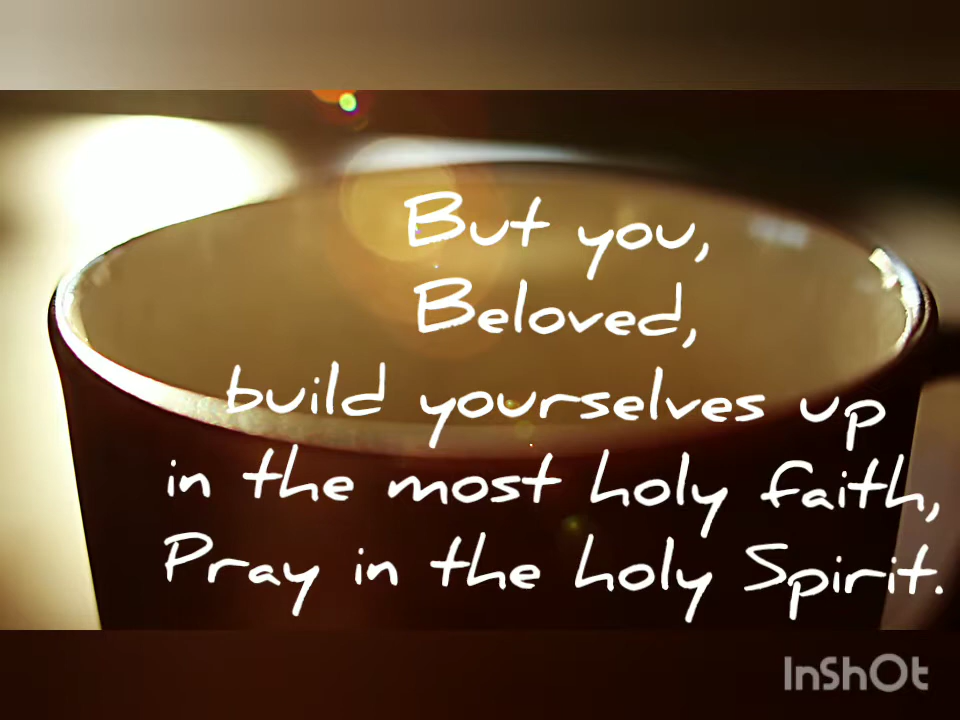 But you,
Beloved,
build yourselves up
in the most holy faith,
Pray in the holy Spirit.
InShOt